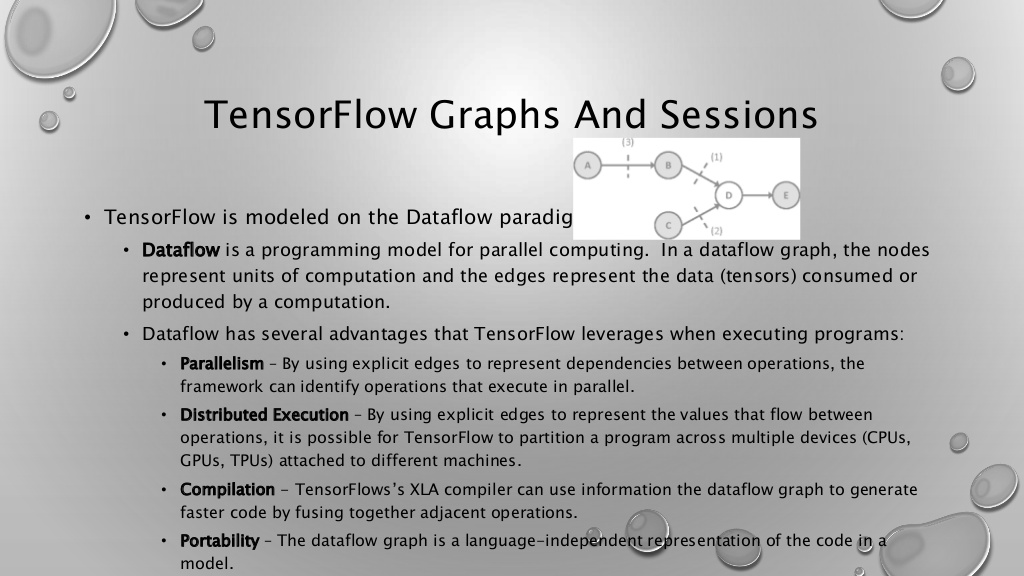 TensorFlow Graphs And Sessions
(3)
A
B
(1)
D
E
C
(2)
• TensorFlow is modeled on the Dataflow paradig
• Dataflow is a programming model for parallel computing. In a dataflow graph, the nodes
represent units of computation and the edges represent the data (tensors) consumed or
produced by a computation.
• Dataflow has several advantages that TensorFlow leverages when executing programs:
• Parallelism – By using explicit edges to represent dependencies between operations, the
framework can identify operations that execute in parallel.
• Distributed Execution – By using explicit edges to represent the values that flow between
operations, it is possible for TensorFlow to partition a program across multiple devices (CPUs,
GPUs, TPUs) attached to different machines.
• Compilation – TensorFlows's XLA compiler can use information the dataflow graph to generate
faster code by fusing together adjacent operations.
• Portability – The dataflow graph is a language-independent representation of the code in a
model.